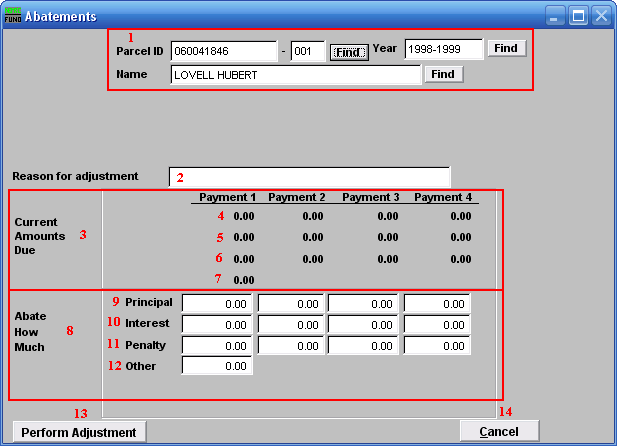 FUND Abatements
1
Parcel ID 060041846 - 001 Find Year 1998-1999 Find
Name LOVELL HUBERT Find
Reason for adjustment 2
Payment 1 Payment 2 Payment 3 Payment 4
Current Amounts Due 3
4 0.00 0.00 0.00 0.00
5 0.00 0.00 0.00 0.00
6 0.00 0.00 0.00 0.00
7 0.00
Abate How Much 8
9 Principal 0.00 0.00 0.00 0.00
10 Interest 0.00 0.00 0.00 0.00
11 Penalty 0.00 0.00 0.00 0.00
12 Other 0.00
13 14
Perform Adjustment Cancel